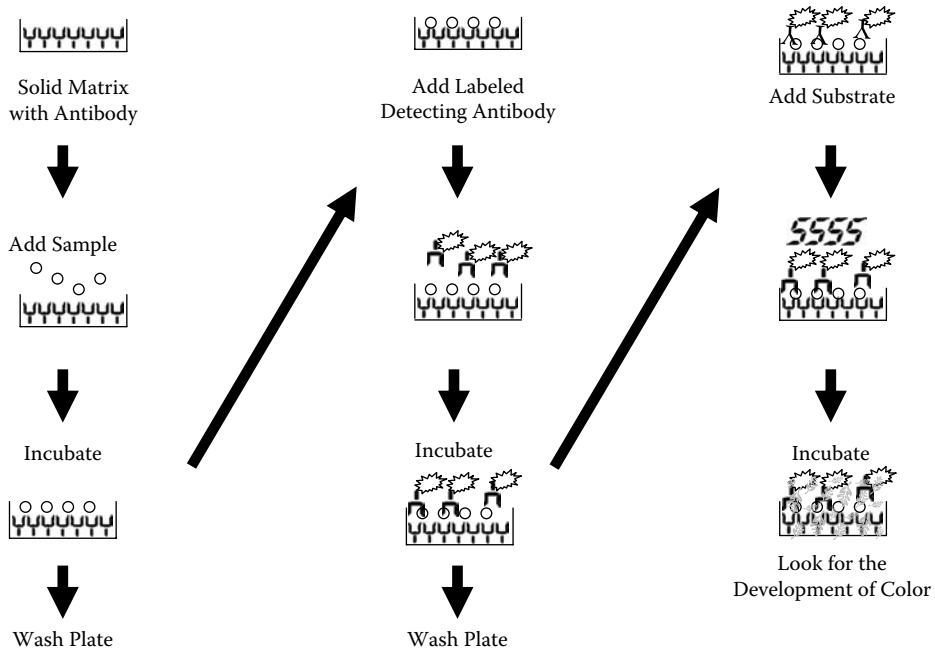 Solid Matrix
with Antibody
Add Sample
Incubate
Wash Plate
Add Labeled
Detecting Antibody
Incubate
Wash Plate
Add Substrate
SSSS
Incubate
Look for the
Development of Color